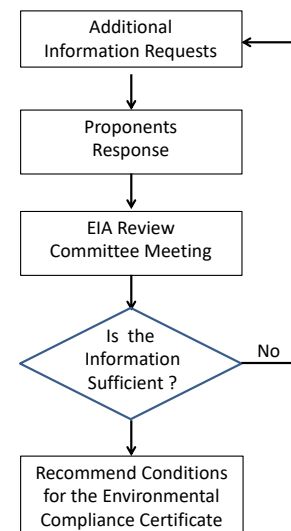 Additional
Information Requests
Proponents
Response
EIA Review
Committee Meeting
Is the
Information
Sufficient ?
No
Recommend Conditions
for the Environmental
Compliance Certificate